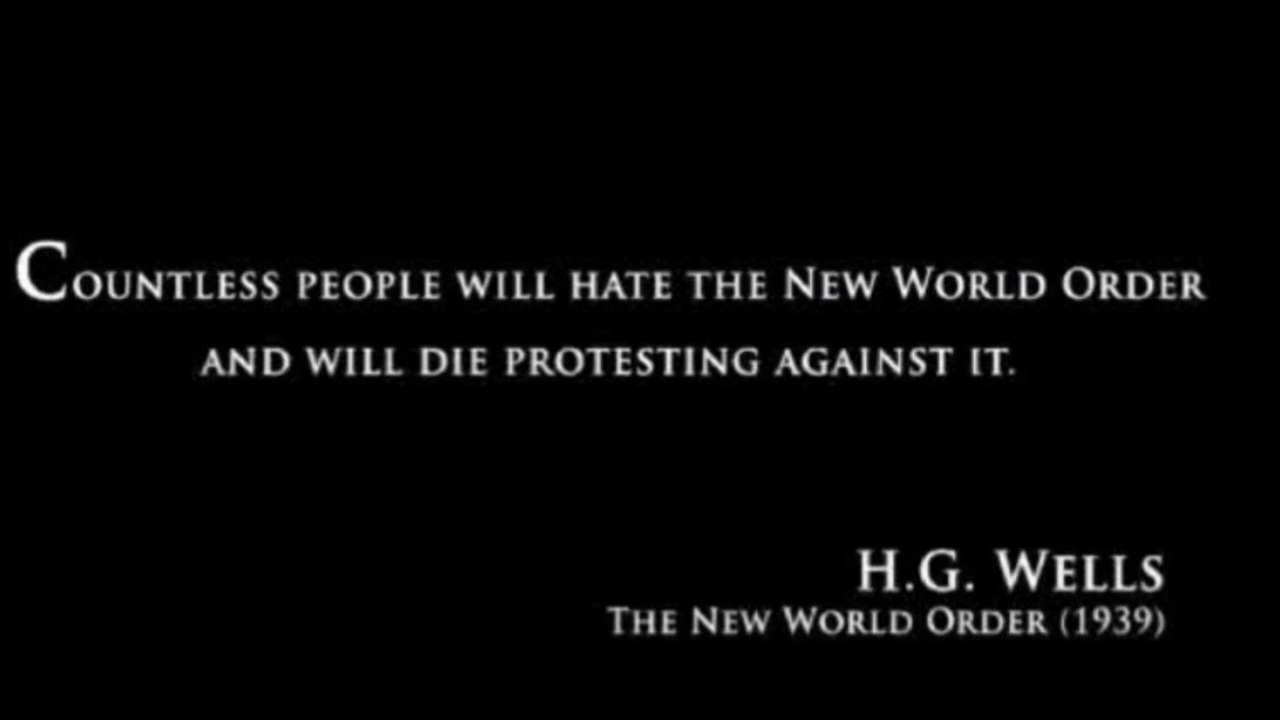 Countless people will hate the New World Order
and will die protesting against it.
H.G. Wells
The New World Order (1939)